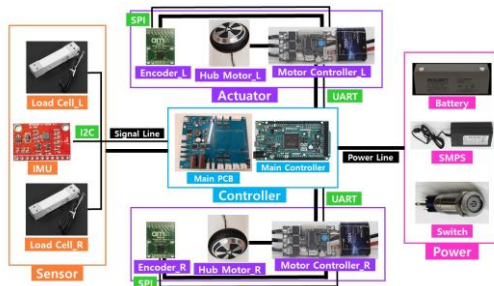 SPI
Encoder_L
Hub Motor_L
Motor Controller_L
Actuator
UART
Load Cell_L
I2C
Signal Line
IMU
Main PCB
Main Controller
Controller
Power Line
Battery
SMPS
Switch
Power
UART
Load Cell_R
Sensor
Encoder_R
Hub Motor_R
Motor Controller_R
SPI
Actuator